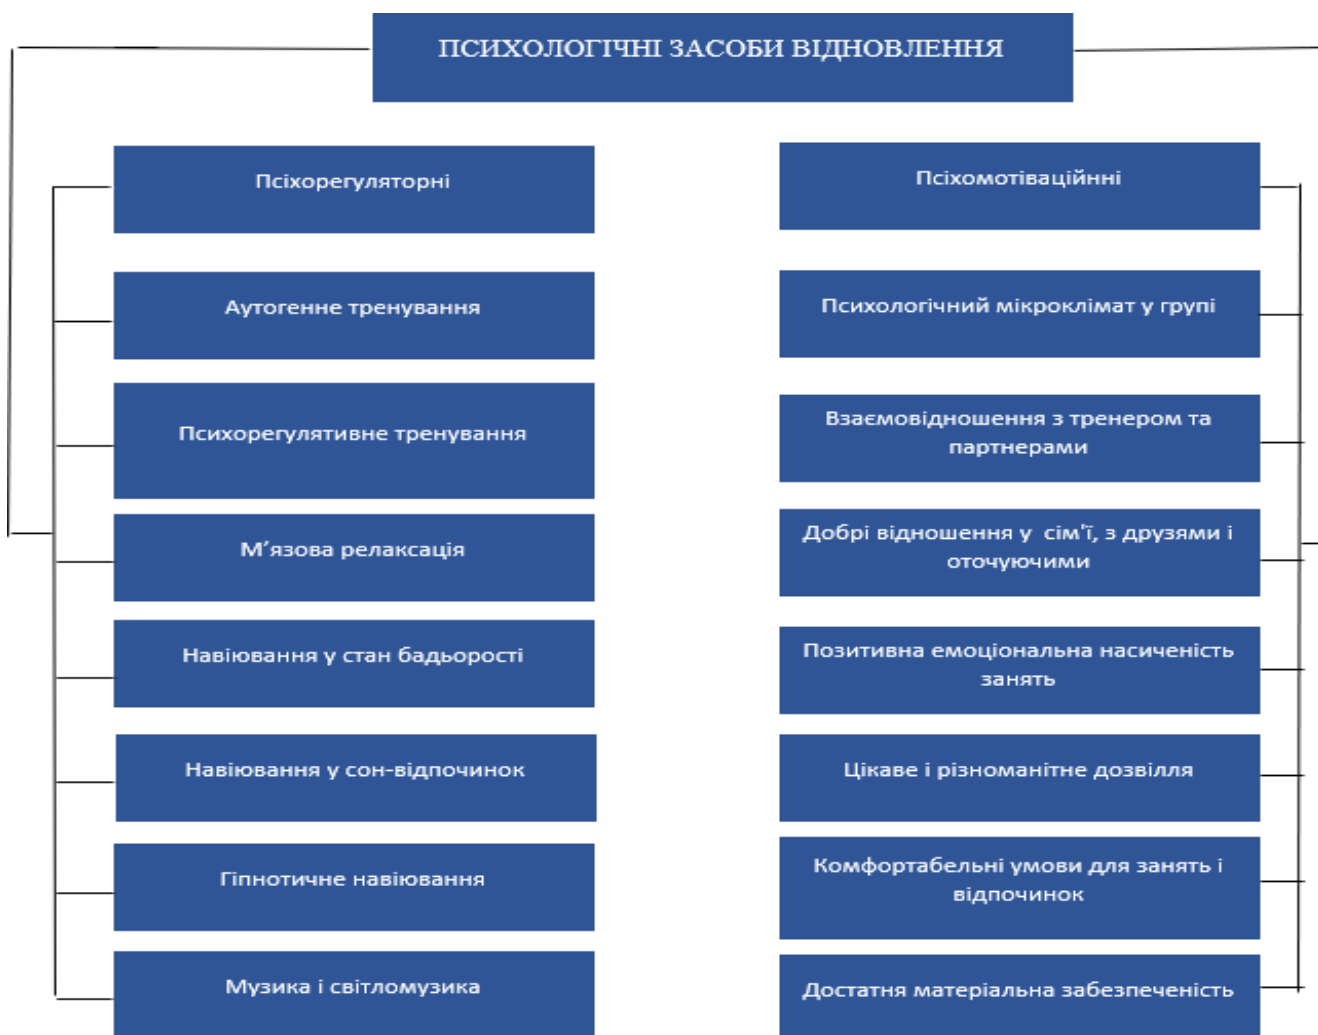 ПСИХОЛОГІЧНІ ЗАСОБИ ВІДНОВЛЕННЯ
Псіхорегуляторні
Аутогенне тренування
Психорегулятивне тренування
М’язова релаксація
Навіювання у стан бадьорості
Навіювання у сон-відпочинок
Гіпнотичне навіювання
Музика і світломузика
Псіхомотіваційнні
Психологічний мікроклімат у групі
Взаємовідношення з тренером та
партнерами
Добрі відношення у сім'ї, з друзями і
оточуючими
Позитивна емоціональна насиченість
занять
Цікаве і різноманітне дозвілля
Комфортабельні умови для занять і
відпочинок
Достатня матеріальна забезпеченість